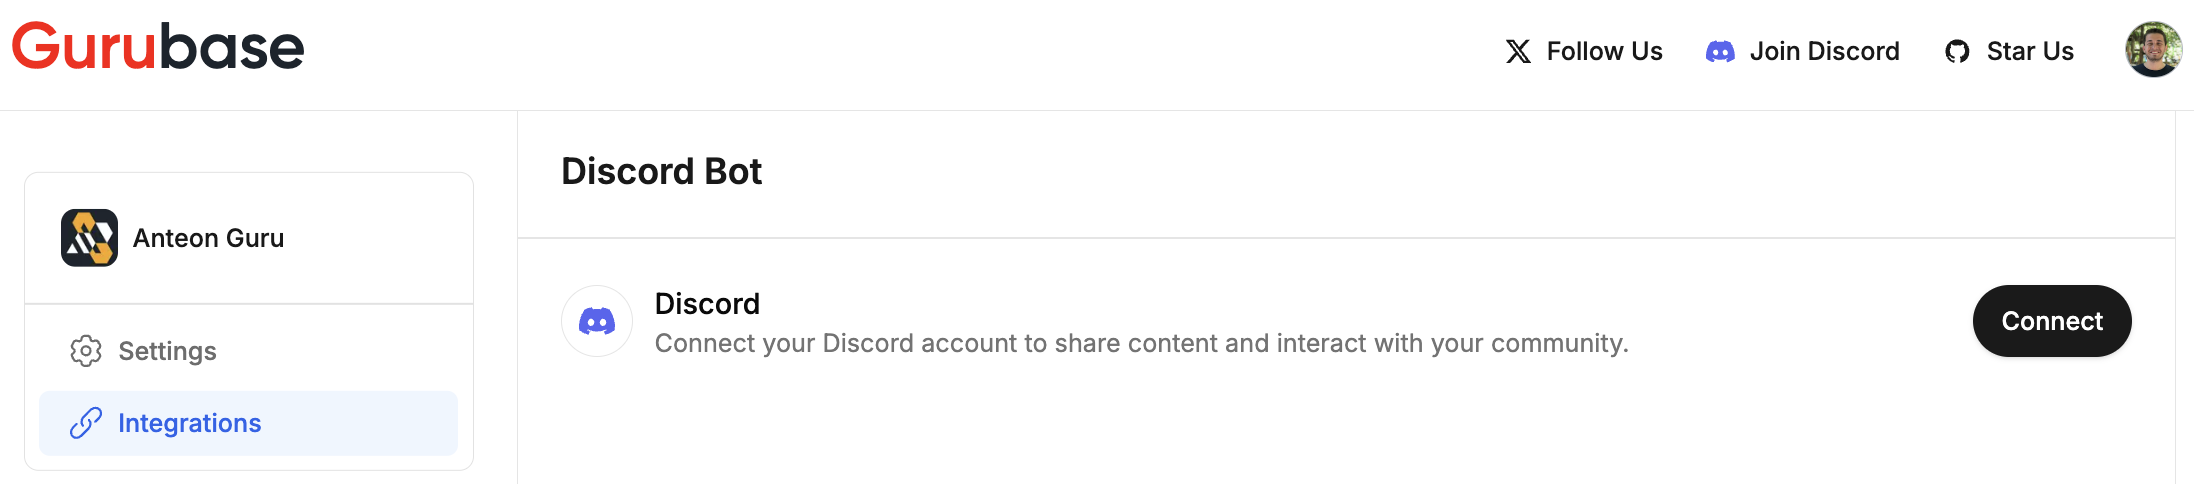 Gurubase
Follow Us
Join Discord
Star Us
Anteon Guru
Settings
Integrations
Discord Bot
Discord
Connect your Discord account to share content and interact with your community.
Connect